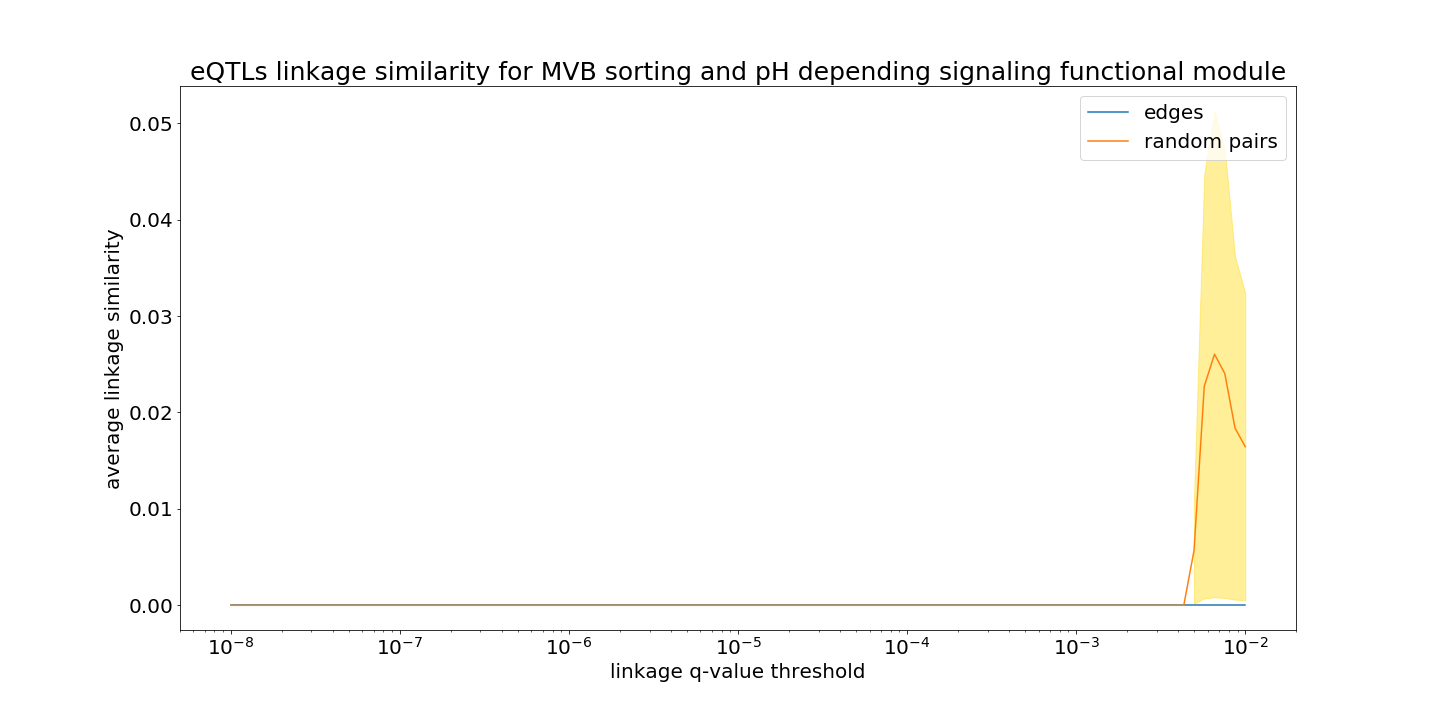 eQTLs linkage similarity for MVB sorting and pH depending signaling functional module
edges
random pairs
0.05
0.04
0.03
0.02
0.01
0.00
average linkage similarity
10⁻⁸ 10⁻⁷ 10⁻⁶ 10⁻⁵ 10⁻⁴ 10⁻³ 10⁻²
linkage q-value threshold